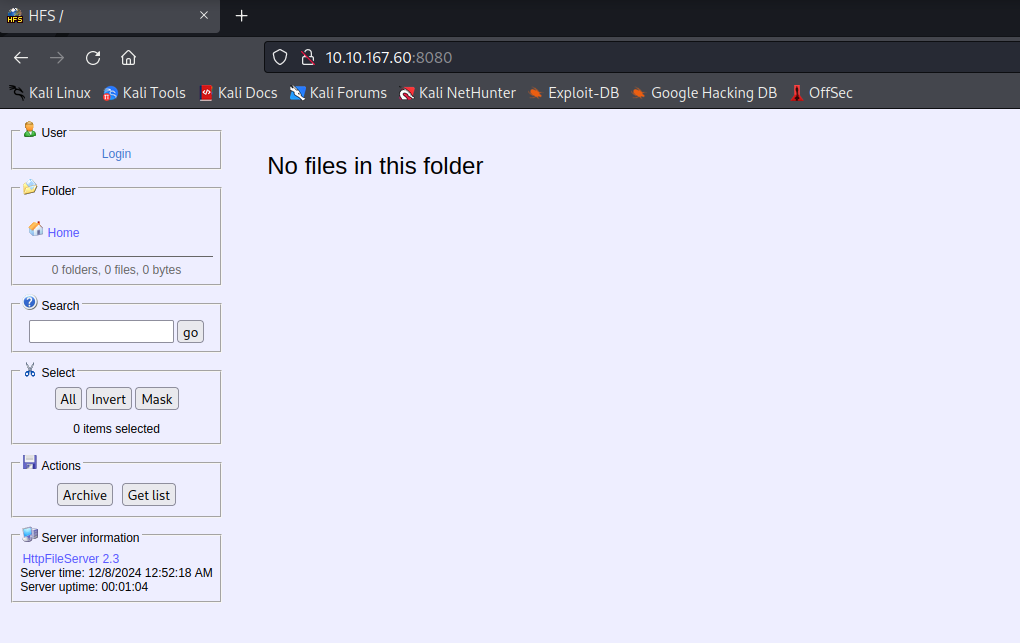 HFS /
10.10.167.60:8080
Kali Linux Kali Tools Kali Docs Kali Forums Kali NetHunter Exploit-DB Google Hacking DB OffSec
User
Login
Folder
Home
0 folders, 0 files, 0 bytes
Search
go
Select
All Invert Mask
0 items selected
Actions
Archive Get list
Server information
HttpFileServer 2.3
Server time: 12/8/2024 12:52:18 AM
Server uptime: 00:01:04
No files in this folder